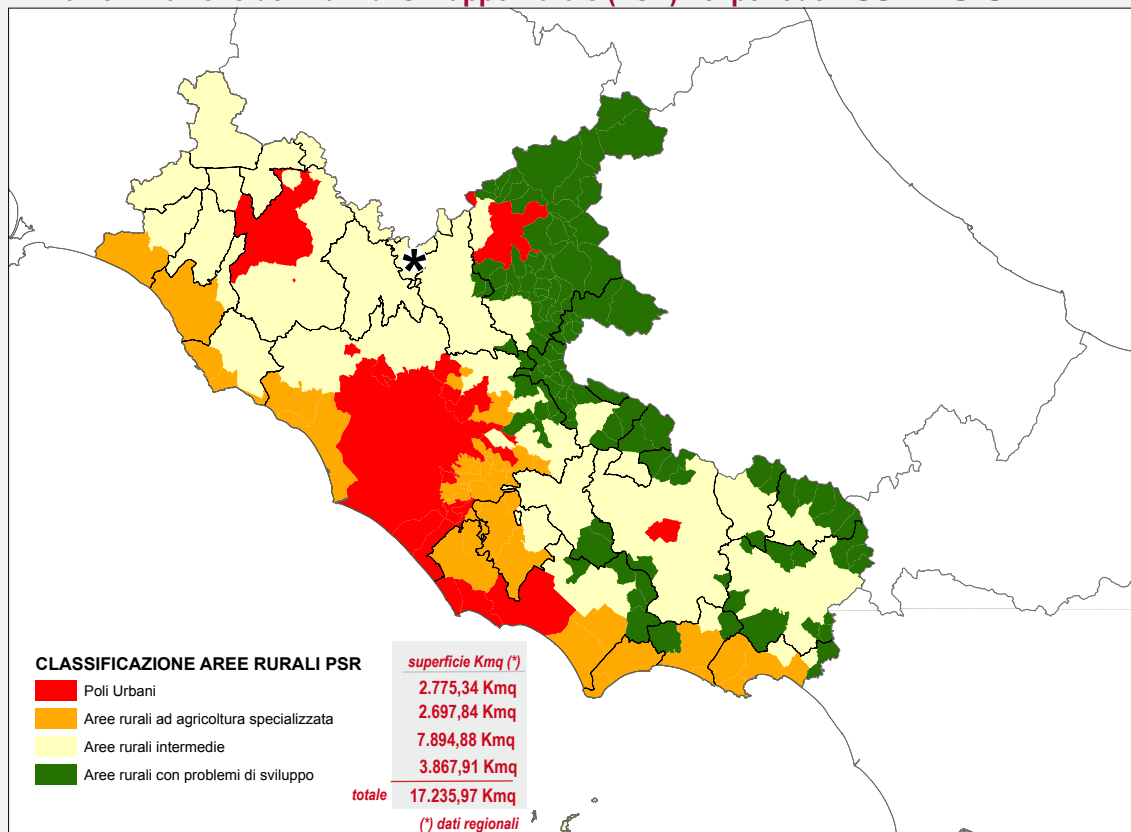 CLASSIFICAZIONE AREE RURALI PSR
superficie Kmq (*)
Poli Urbani
2.775,34 Kmq
Aree rurali ad agricoltura specializzata
2.697,84 Kmq
Aree rurali intermedie
7.894,88 Kmq
Aree rurali con problemi di sviluppo
3.867,91 Kmq
totale 17.235,97 Kmq
(*) dati regionali
*